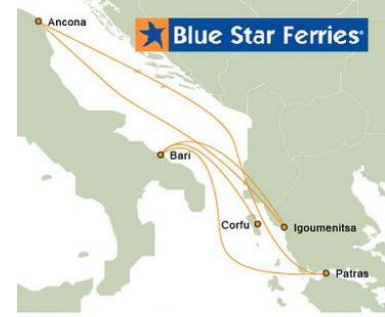 Ancona
Blue Star Ferries
Bari
Corfu
Igoumenitsa
Patras